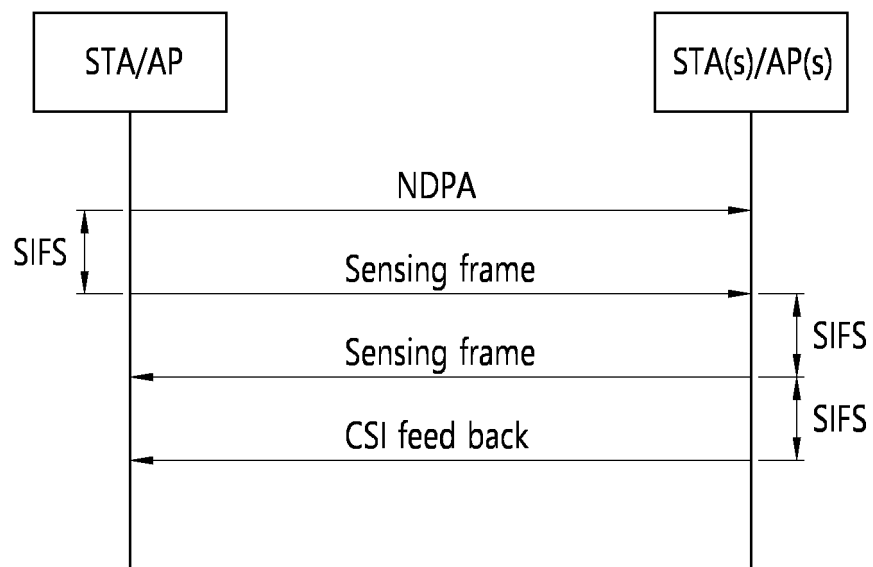 STA/AP
STA(s)/AP(s)
NDPA
SIFS
Sensing frame
Sensing frame
SIFS
CSI feed back
SIFS